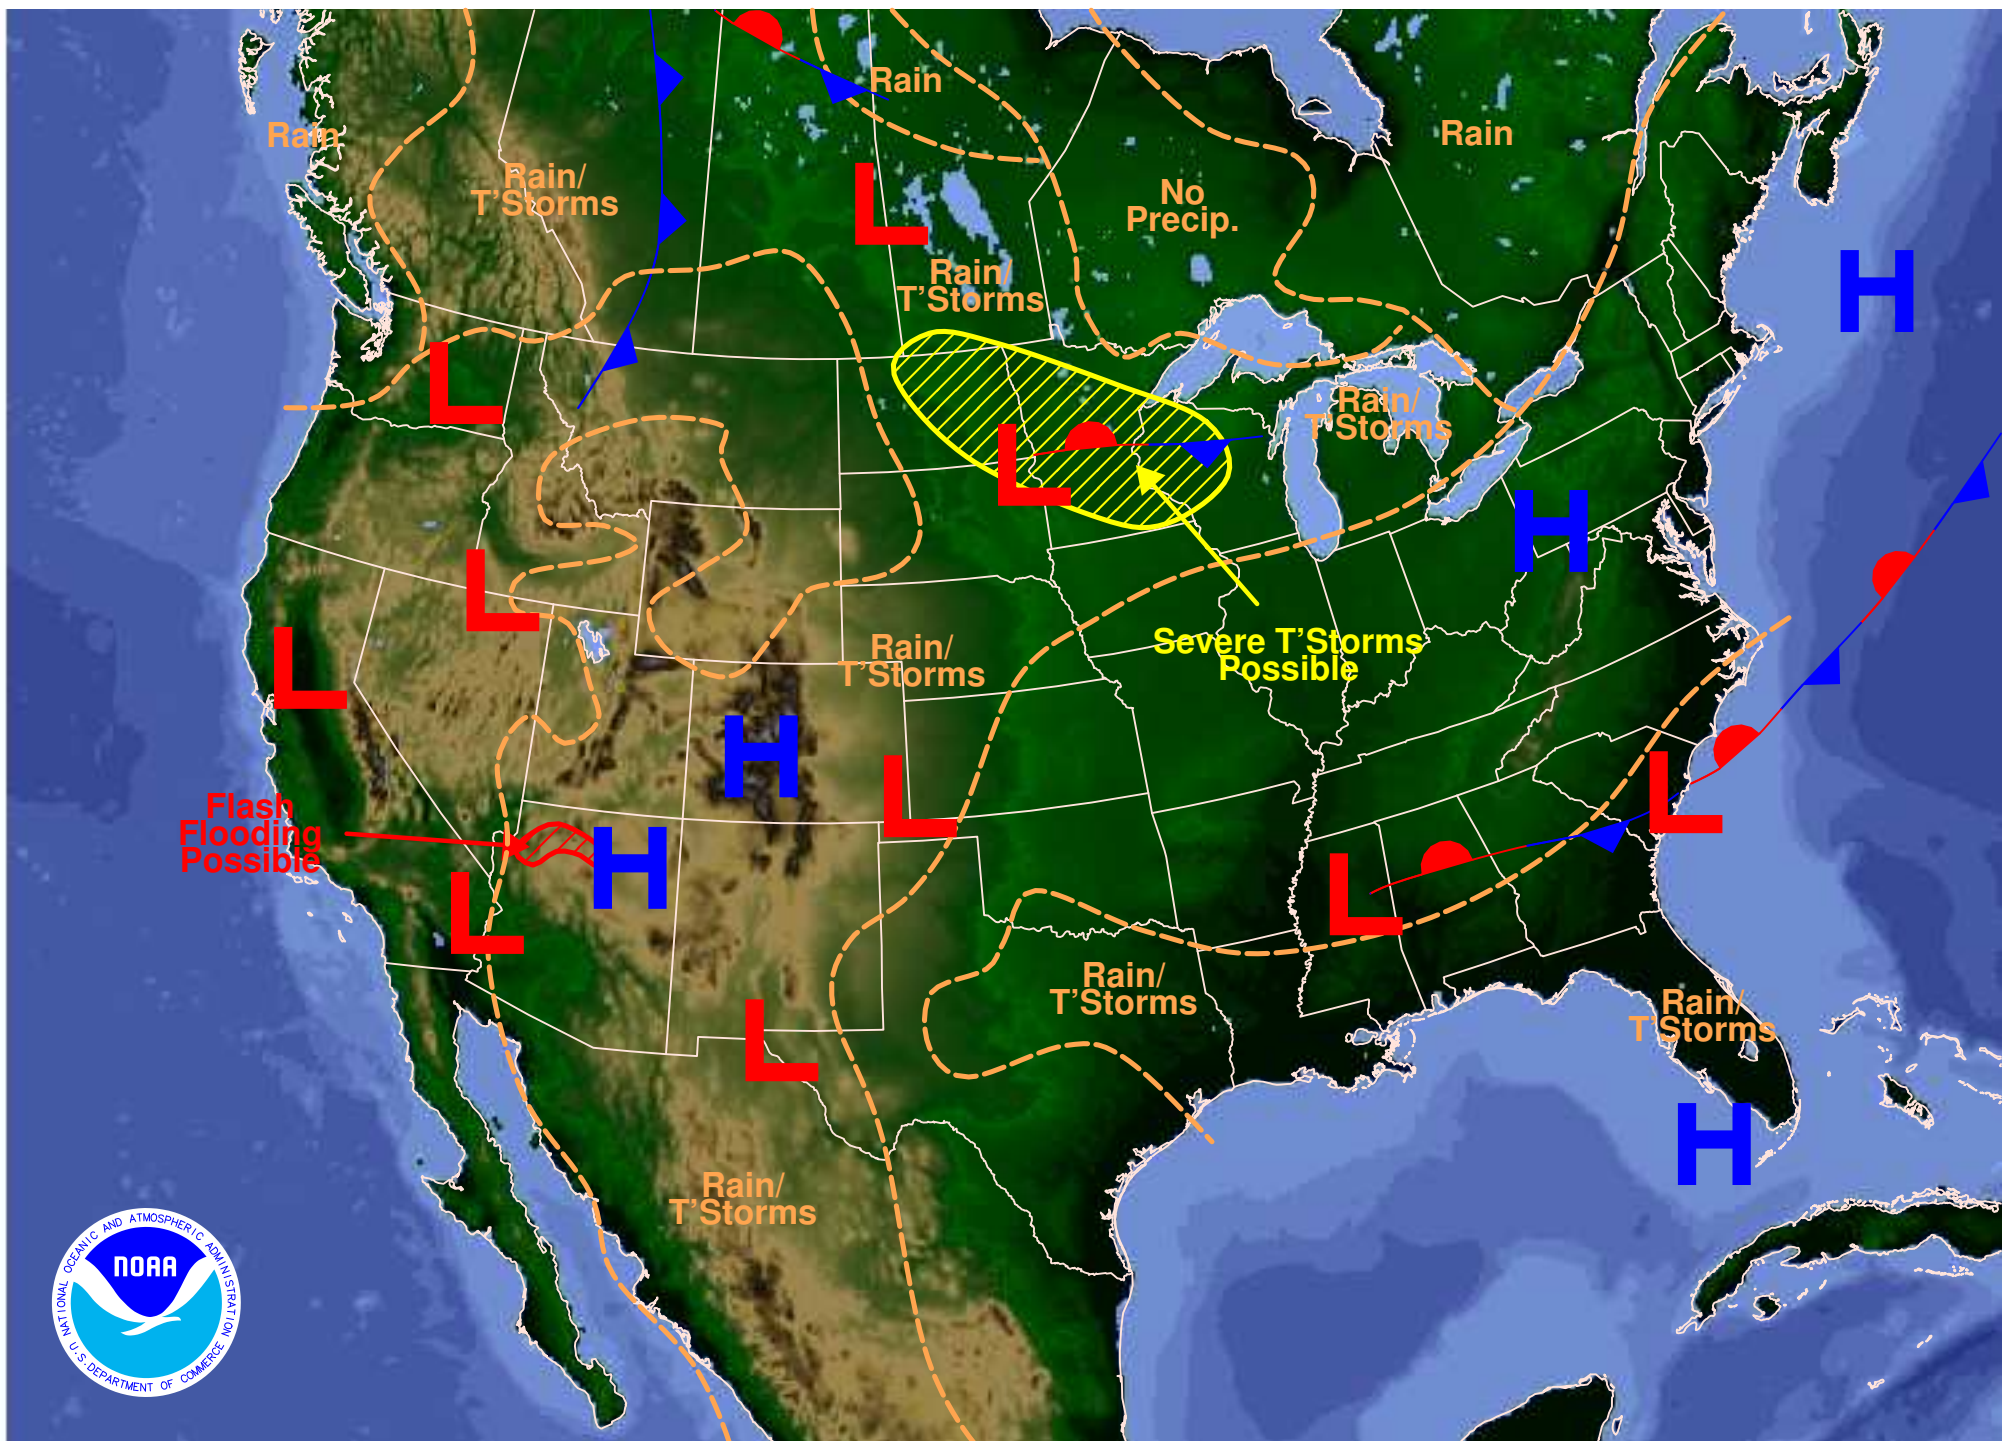 Rain
Rain
Rain
Rain/
T'Storms
No
Precip.
L
Rain/
T'Storms
H
L
Rain/
T'Storms
L
H
L
Severe T'Storms
Possible
L
Rain/
T'Storms
H
L
L
Flash
Flooding
Possible
H
L
L
Rain/
T'Storms
Rain/
T'Storms
L
H
Rain/
T'Storms
NATIONAL OCEANIC AND ATMOSPHERIC ADMINISTRATION
NOAA
U.S. DEPARTMENT OF COMMERCE